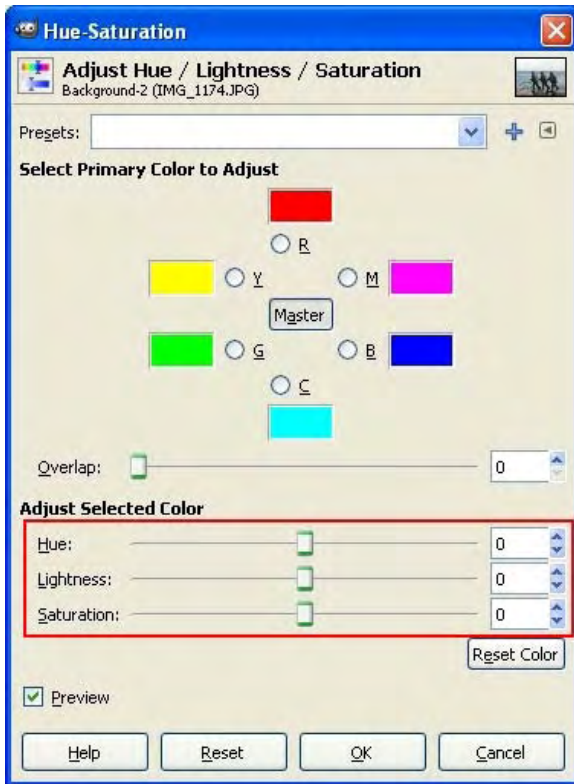 Hue-Saturation
Adjust Hue / Lightness / Saturation
Background-2 (IMG_1174.JPG)
Presets:
Select Primary Color to Adjust
R
Y M
Master
G B
C
Overlap: 0
Adjust Selected Color
Hue: 0
Lightness: 0
Saturation: 0
Reset Color
Preview
Help Reset OK Cancel